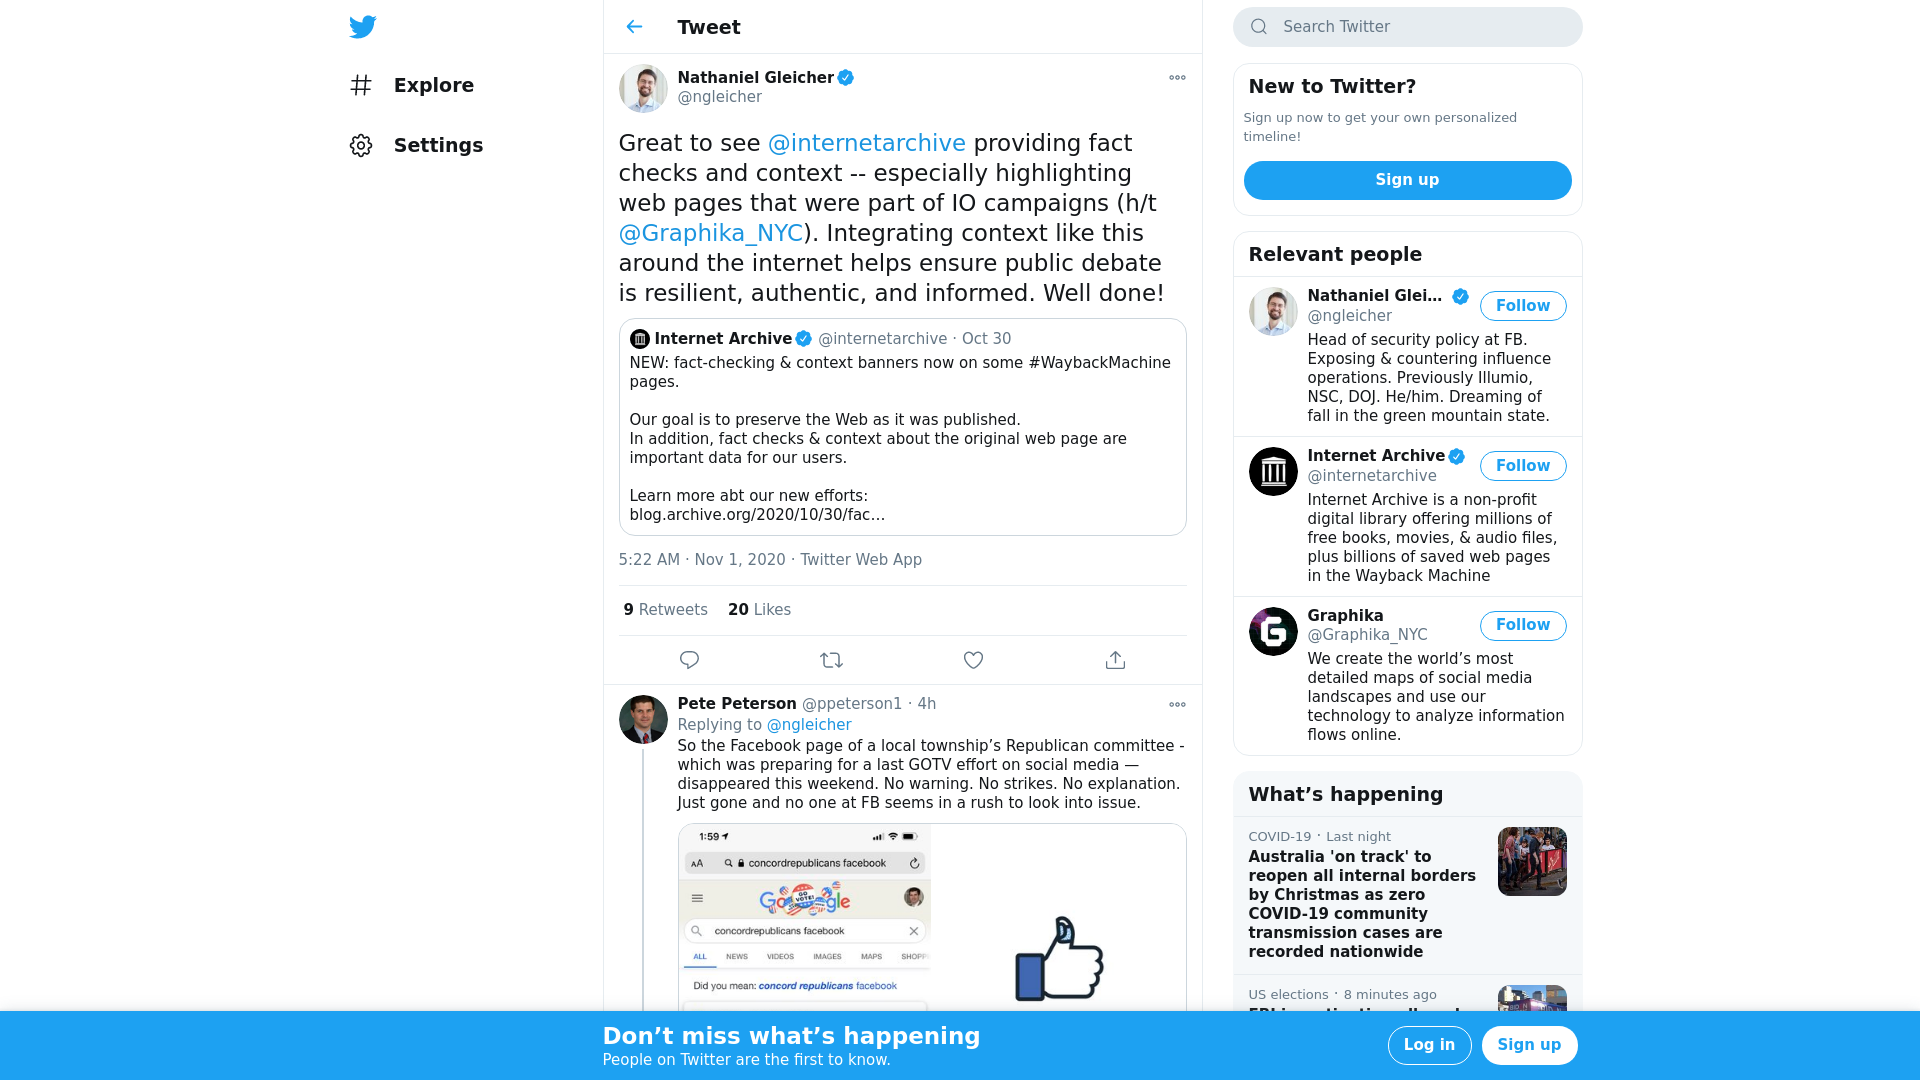 Explore
Settings
Tweet
Nathaniel Gleicher
@ngleicher
Great to see @internetarchive providing fact
checks and context -- especially highlighting
web pages that were part of IO campaigns (h/t
@Graphika_NYC). Integrating context like this
around the internet helps ensure public debate
is resilient, authentic, and informed. Well done!
Internet Archive @internetarchive · Oct 30
NEW: fact-checking & context banners now on some #WaybackMachine
pages.
Our goal is to preserve the Web as it was published.
In addition, fact checks & context about the original web page are
important data for our users.
Learn more abt our new efforts:
blog.archive.org/2020/10/30/fac…
5:22 AM · Nov 1, 2020 · Twitter Web App
9 Retweets 20 Likes
Pete Peterson @ppeterson1 · 4h
Replying to @ngleicher
So the Facebook page of a local township’s Republican committee -
which was preparing for a last GOTV effort on social media —
disappeared this weekend. No warning. No strikes. No explanation.
Just gone and no one at FB seems in a rush to look into issue.
1:59
AA concordrepublicans facebook
Google
GO VOTE!
concordrepublicans facebook
ALL NEWS VIDEOS IMAGES MAPS SHOPP
Did you mean: concord republicans facebook
Search Twitter
New to Twitter?
Sign up now to get your own personalized
timeline!
Sign up
Relevant people
Nathaniel Glei…
@ngleicher
Follow
Head of security policy at FB.
Exposing & countering influence
operations. Previously Illumio,
NSC, DOJ. He/him. Dreaming of
fall in the green mountain state.
Internet Archive
@internetarchive
Follow
Internet Archive is a non-profit
digital library offering millions of
free books, movies, & audio files,
plus billions of saved web pages
in the Wayback Machine
Graphika
@Graphika_NYC
Follow
We create the world’s most
detailed maps of social media
landscapes and use our
technology to analyze information
flows online.
What’s happening
COVID-19 · Last night
Australia 'on track' to
reopen all internal borders
by Christmas as zero
COVID-19 community
transmission cases are
recorded nationwide
US elections · 8 minutes ago
Don’t miss what’s happening
People on Twitter are the first to know.
Log in
Sign up